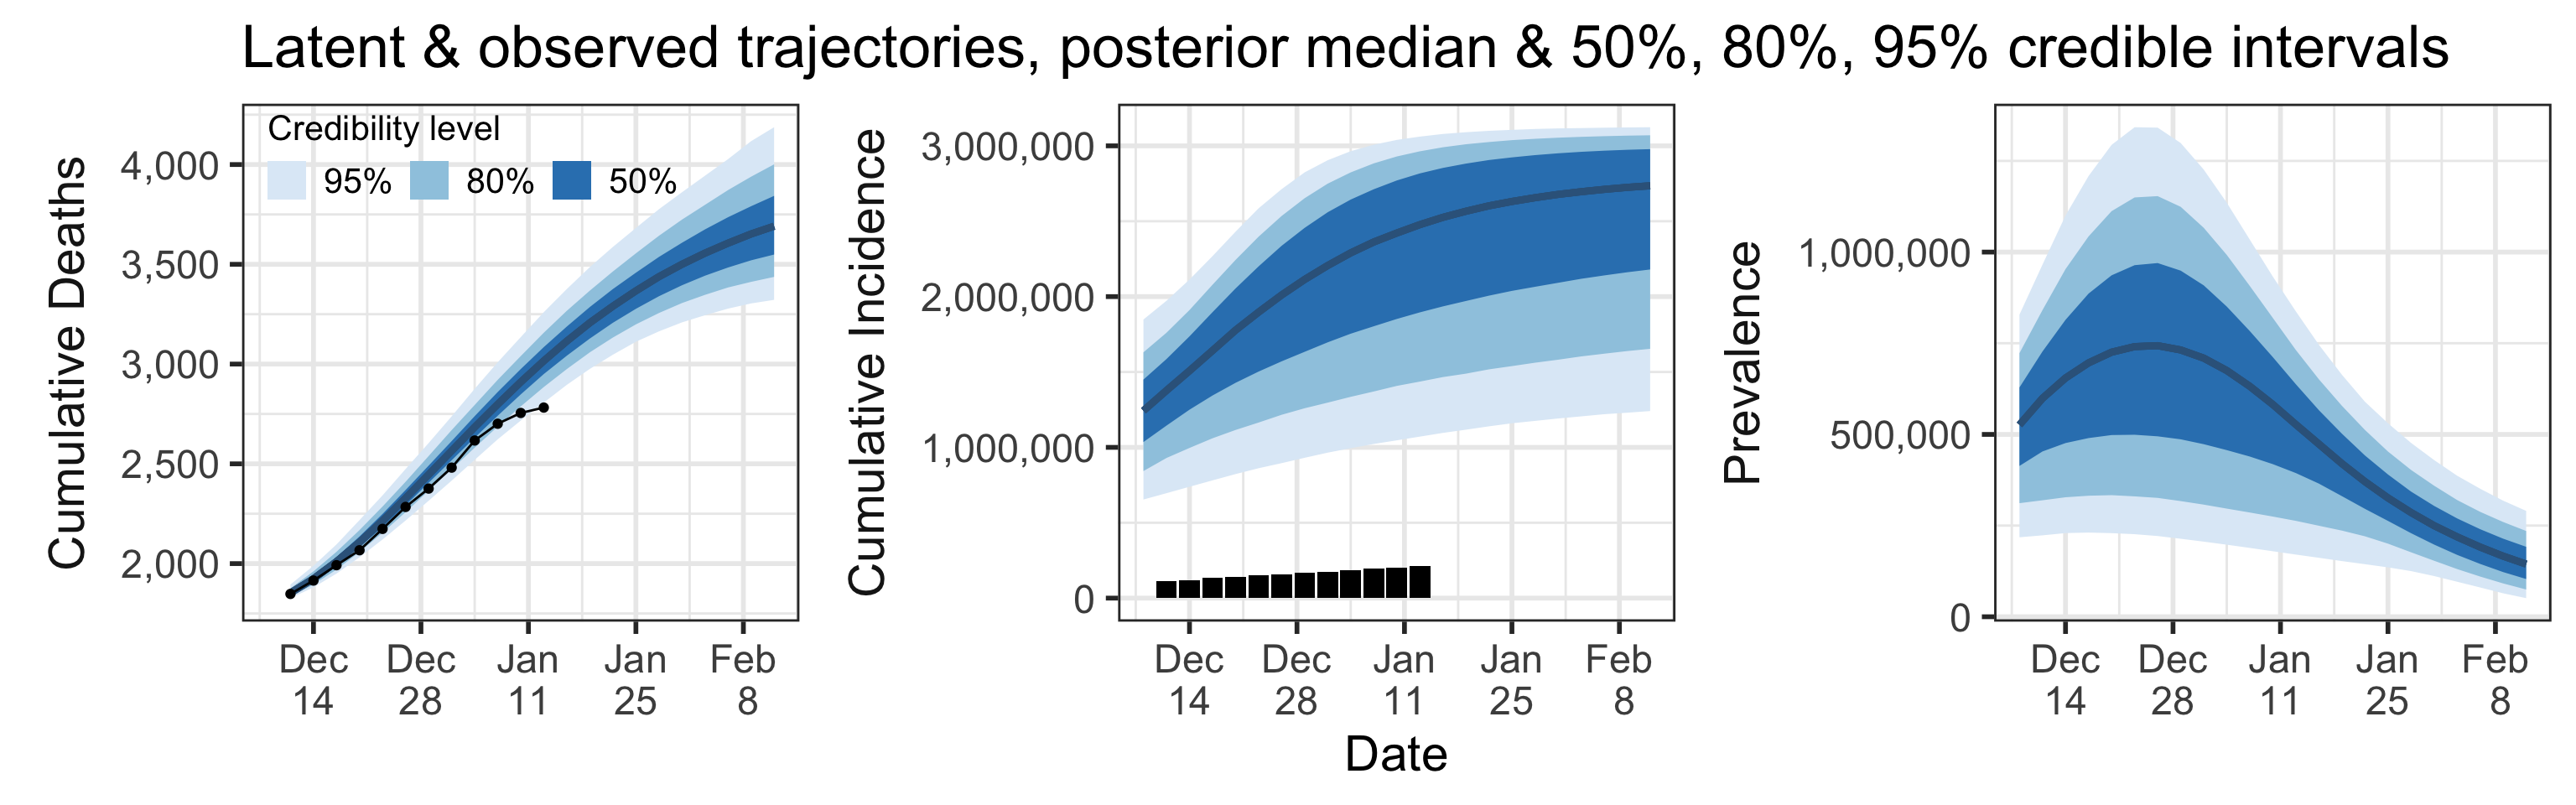 Latent & observed trajectories, posterior median & 50%, 80%, 95% credible intervals
Cumulative Deaths
4,000
3,500
3,000
2,500
2,000
Credibility level
95% 80% 50%
Dec 14
Dec 28
Jan 11
Jan 25
Feb 8
Cumulative Incidence
3,000,000
2,000,000
1,000,000
0
Dec 14
Dec 28
Jan 11
Jan 25
Feb 8
Prevalence
1,000,000
500,000
0
Dec 14
Dec 28
Jan 11
Jan 25
Feb 8
Date